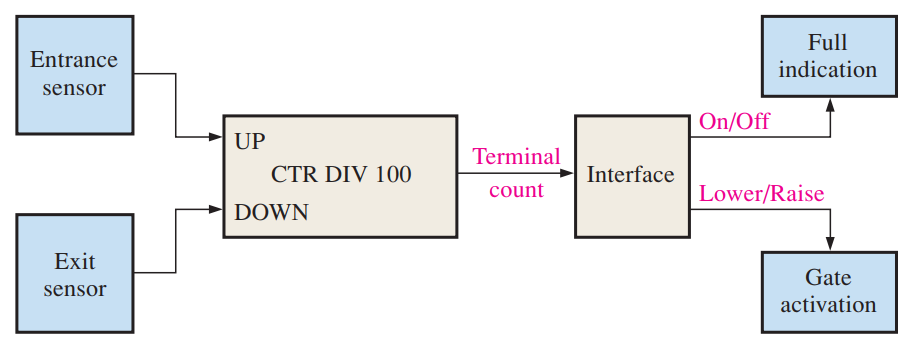 Entrance
sensor
UP
CTR DIV 100
DOWN
Exit
sensor
Terminal
count
Interface
On/Off
Lower/Raise
Full
indication
Gate
activation